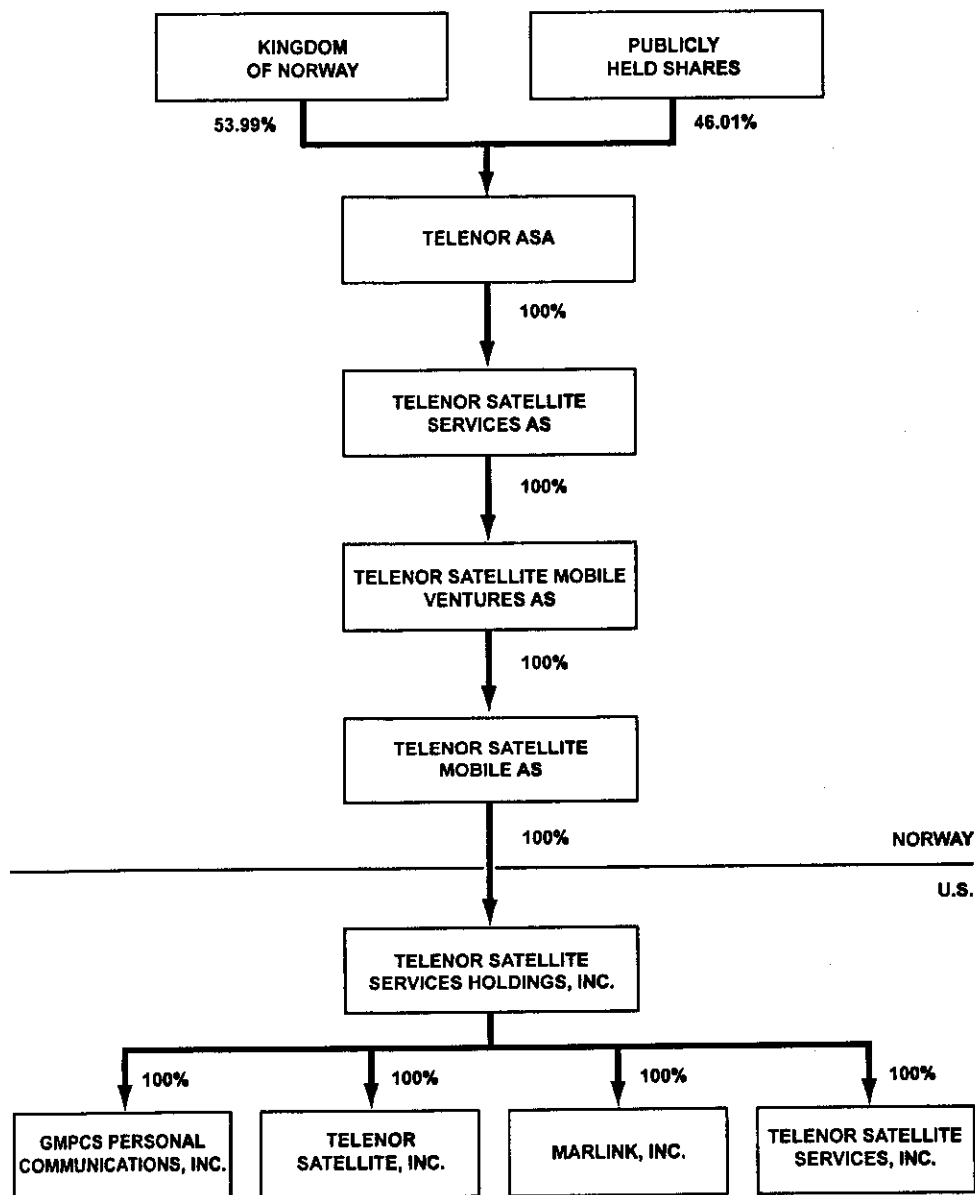 KINGDOM
OF NORWAY
PUBLICLY
HELD SHARES
53.99%
46.01%
TELENOR ASA
100%
TELENOR SATELLITE
SERVICES AS
100%
TELENOR SATELLITE MOBILE
VENTURES AS
100%
TELENOR SATELLITE
MOBILE AS
100%
NORWAY
U.S.
TELENOR SATELLITE
SERVICES HOLDINGS, INC.
100%
100%
100%
100%
GMPCS PERSONAL
COMMUNICATIONS, INC.
TELENOR
SATELLITE, INC.
MARLINK, INC.
TELENOR SATELLITE
SERVICES, INC.